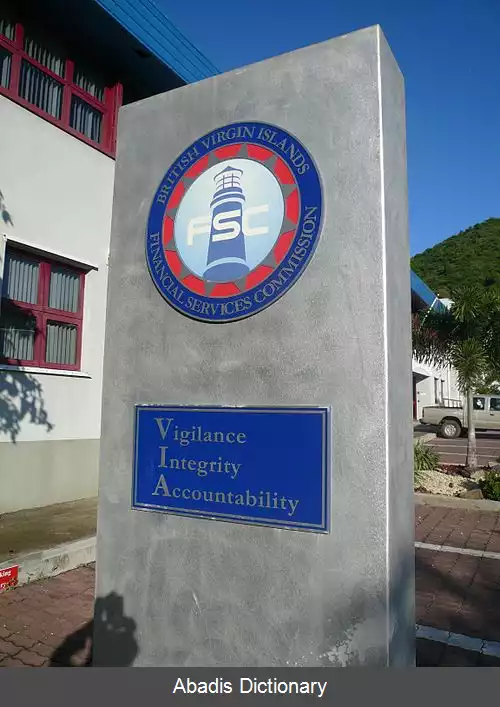 BRITISH VIRGIN ISLANDS
FSC
FINANCIAL SERVICES COMMISSION
Vigilance
Integrity
Accountability
Abadis Dictionary